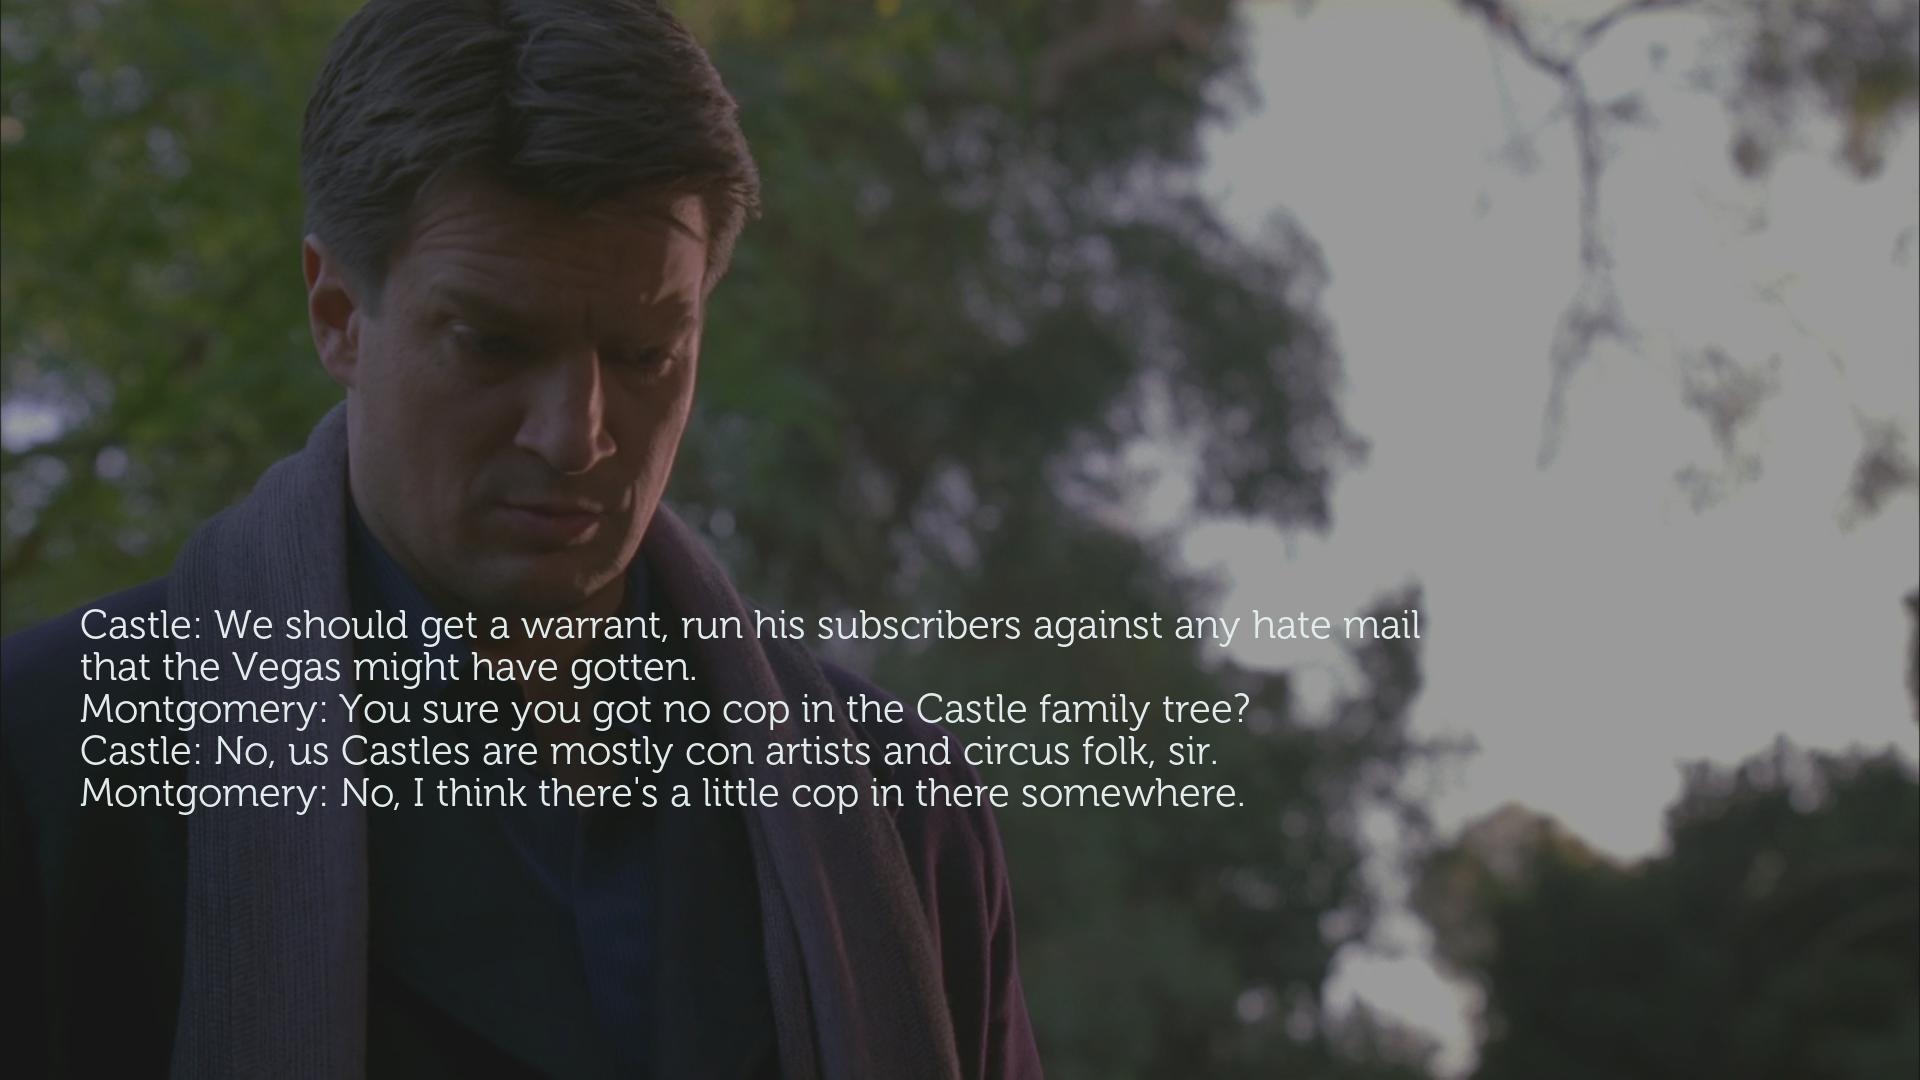 Castle: We should get a warrant, run his subscribers against any hate mail
that the Vegas might have gotten.
Montgomery: You sure you got no cop in the Castle family tree?
Castle: No, us Castles are mostly con artists and circus folk, sir.
Montgomery: No, I think there's a little cop in there somewhere.